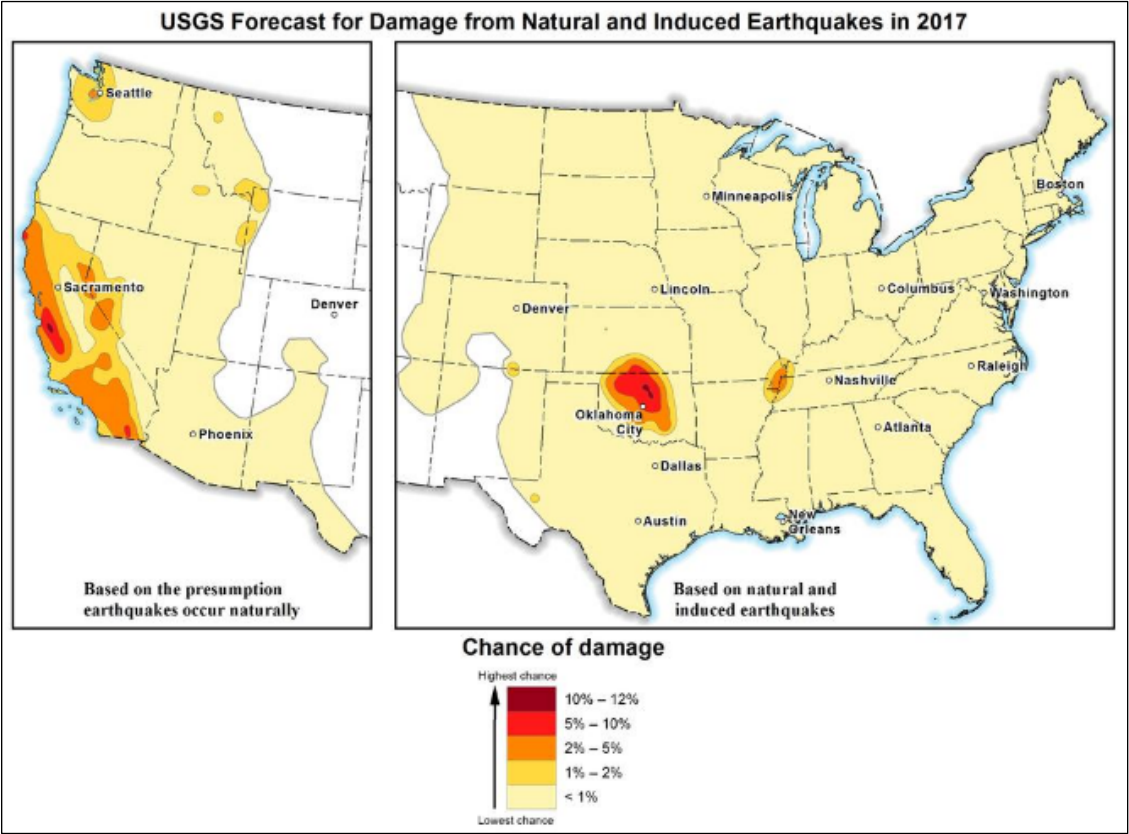 USGS Forecast for Damage from Natural and Induced Earthquakes in 2017
Seattle
Sacramento
Denver
Phoenix
Based on the presumption
earthquakes occur naturally
Minneapolis
Boston
Lincoln
Columbus
Washington
Denver
Nashville
Raleigh
Oklahoma
City
Atlanta
Dallas
Austin
New
Orleans
Based on natural and
induced earthquakes
Chance of damage
Highest chance
10% – 12%
5% – 10%
2% – 5%
1% – 2%
< 1%
Lowest chance